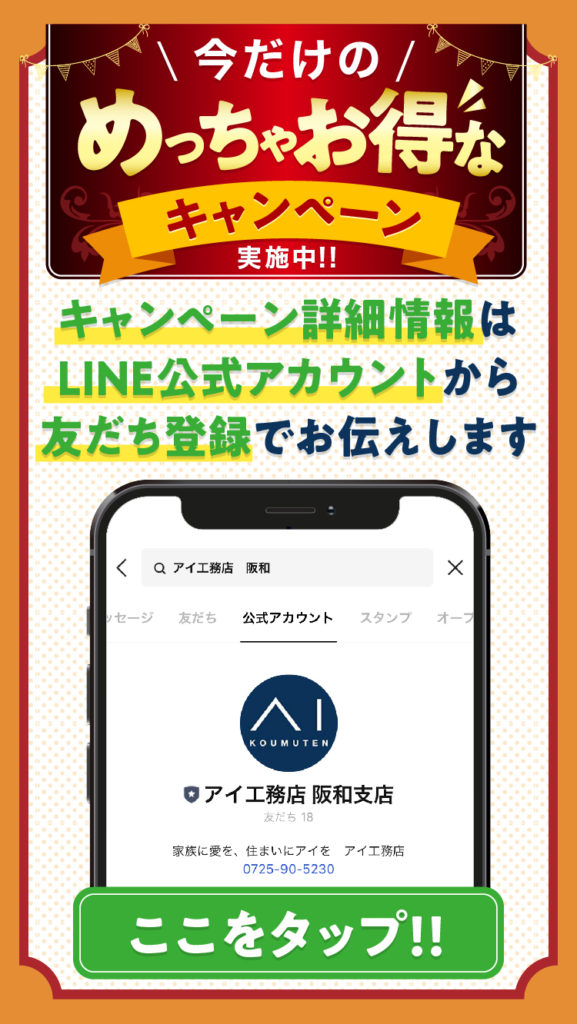 \ 今だけの /
めっちゃお得な
キャンペーン
実施中!!
キャンペーン詳細情報は
LINE公式アカウントから
友だち登録でお伝えします
アイ工務店 阪和
ッセージ 友だち 公式アカウント スタンプ オープ
AI
KOUMUTEN
アイ工務店 阪和支店
友だち 18
家族に愛を、住まいにアイを アイ工務店
0725-90-5230
ここをタップ!!